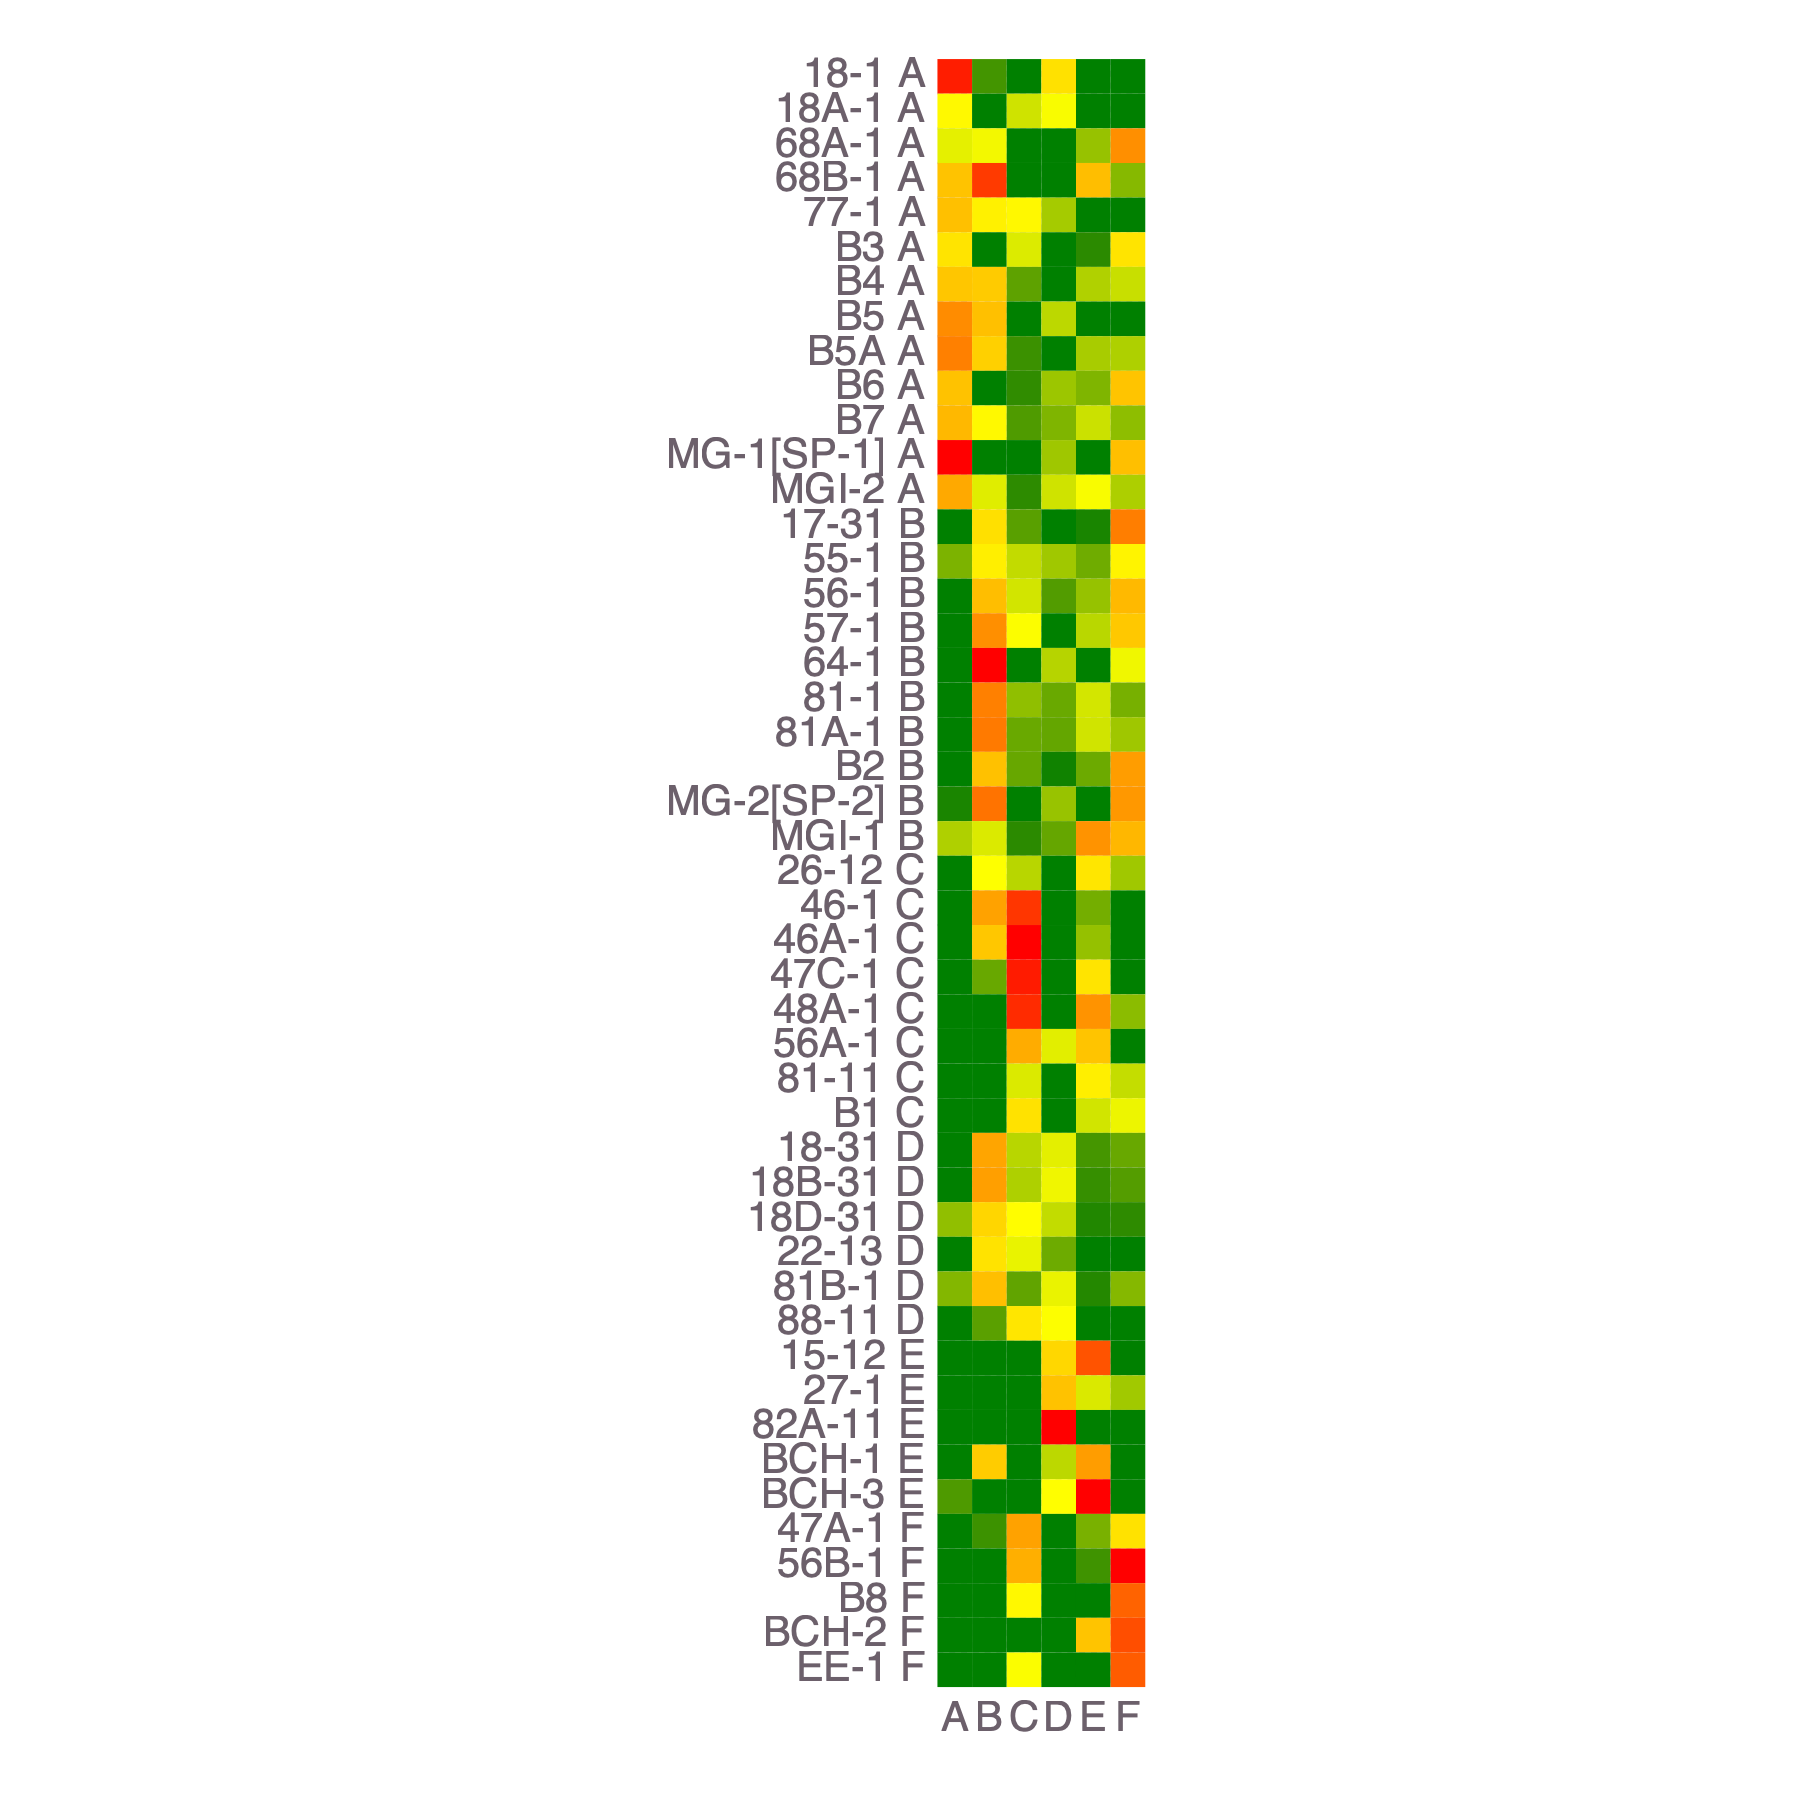 18-1 A
18A-1 A
68A-1 A
68B-1 A
77-1 A
B3 A
B4 A
B5 A
B5A A
B6 A
B7 A
MG-1[SP-1] A
MGI-2 A
17-31 B
55-1 B
56-1 B
57-1 B
64-1 B
81-1 B
81A-1 B
B2 B
MG-2[SP-2] B
MGI-1 B
26-12 C
46-1 C
46A-1 C
47C-1 C
48A-1 C
56A-1 C
81-11 C
B1 C
18-31 D
18B-31 D
18D-31 D
22-13 D
81B-1 D
88-11 D
15-12 E
27-1 E
82A-11 E
BCH-1 E
BCH-3 E
47A-1 F
56B-1 F
B8 F
BCH-2 F
EE-1 F
A B C D E F